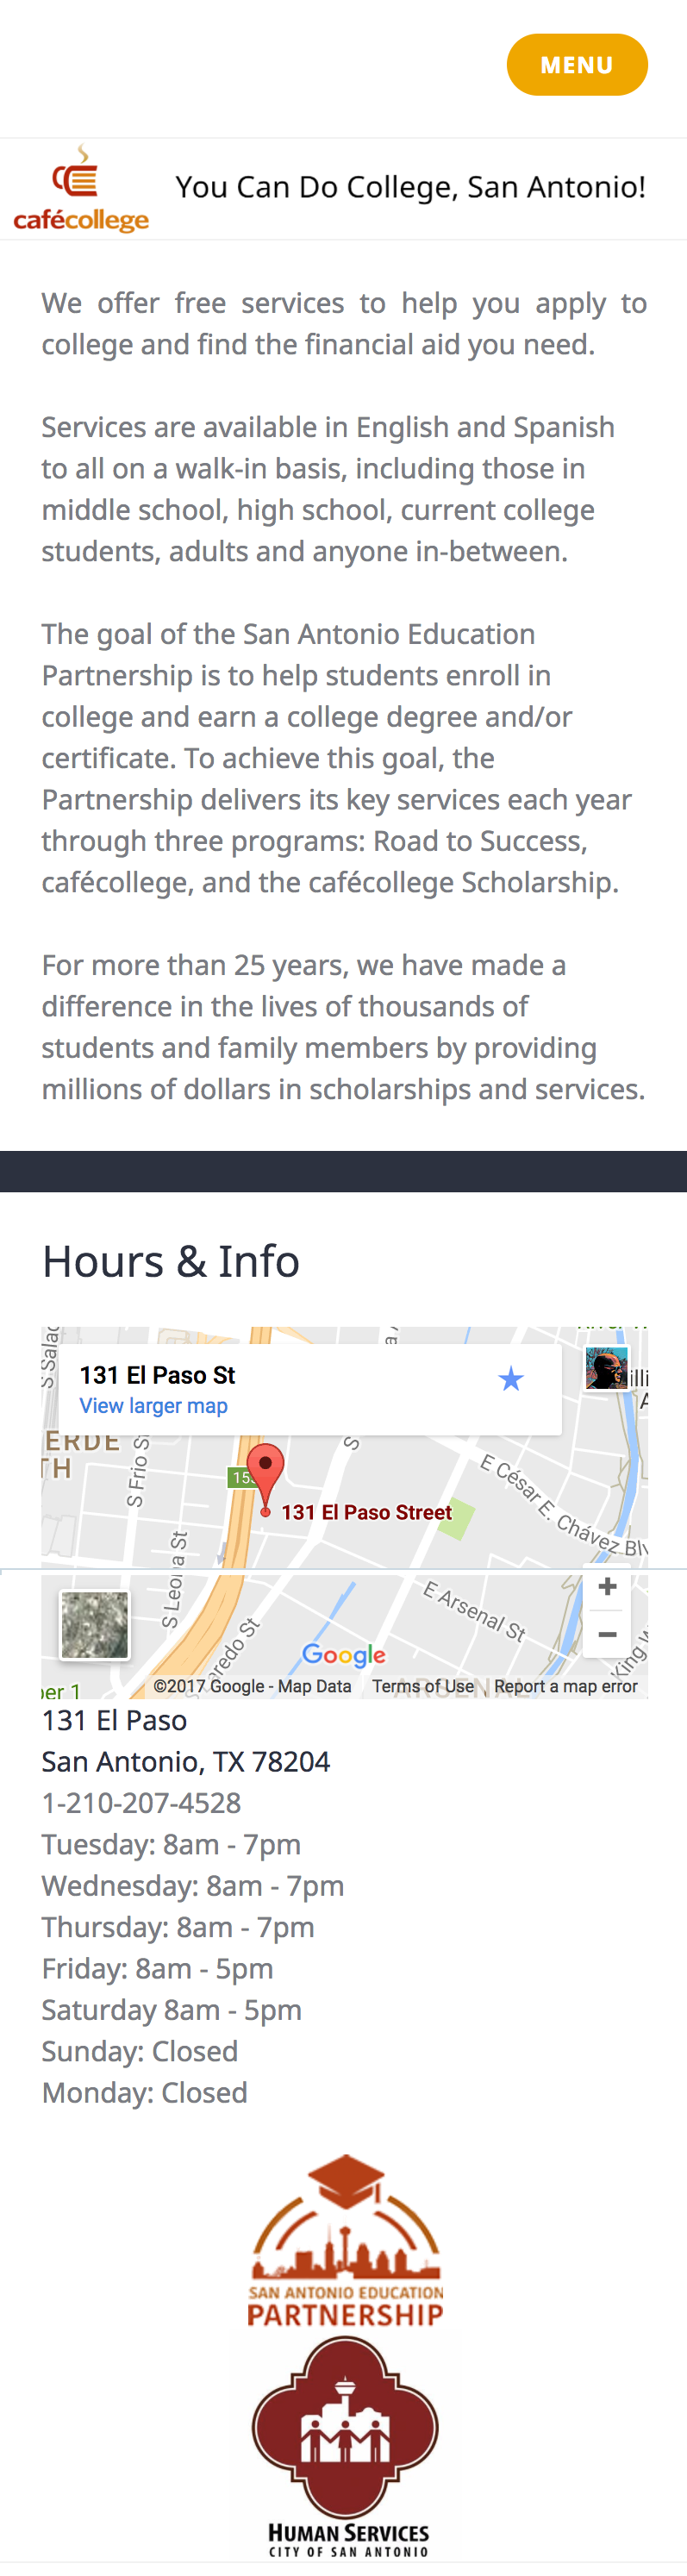 MENU
cafécollege
You Can Do College, San Antonio!
We offer free services to help you apply to
college and find the financial aid you need.
Services are available in English and Spanish
to all on a walk-in basis, including those in
middle school, high school, current college
students, adults and anyone in-between.
The goal of the San Antonio Education
Partnership is to help students enroll in
college and earn a college degree and/or
certificate. To achieve this goal, the
Partnership delivers its key services each year
through three programs: Road to Success,
cafécollege, and the cafécollege Scholarship.
For more than 25 years, we have made a
difference in the lives of thousands of
students and family members by providing
millions of dollars in scholarships and services.
Hours & Info
131 El Paso St
View larger map
ERDE
TH
S Frio St
S
E César E. Chávez Blv
131 El Paso Street
S Leona St
E Arsenal St
Google
ARSENAL
©2017 Google - Map Data
Terms of Use
Report a map error
131 El Paso
San Antonio, TX 78204
1-210-207-4528
Tuesday: 8am - 7pm
Wednesday: 8am - 7pm
Thursday: 8am - 7pm
Friday: 8am - 5pm
Saturday 8am - 5pm
Sunday: Closed
Monday: Closed
SAN ANTONIO EDUCATION
PARTNERSHIP
HUMAN SERVICES
CITY OF SAN ANTONIO